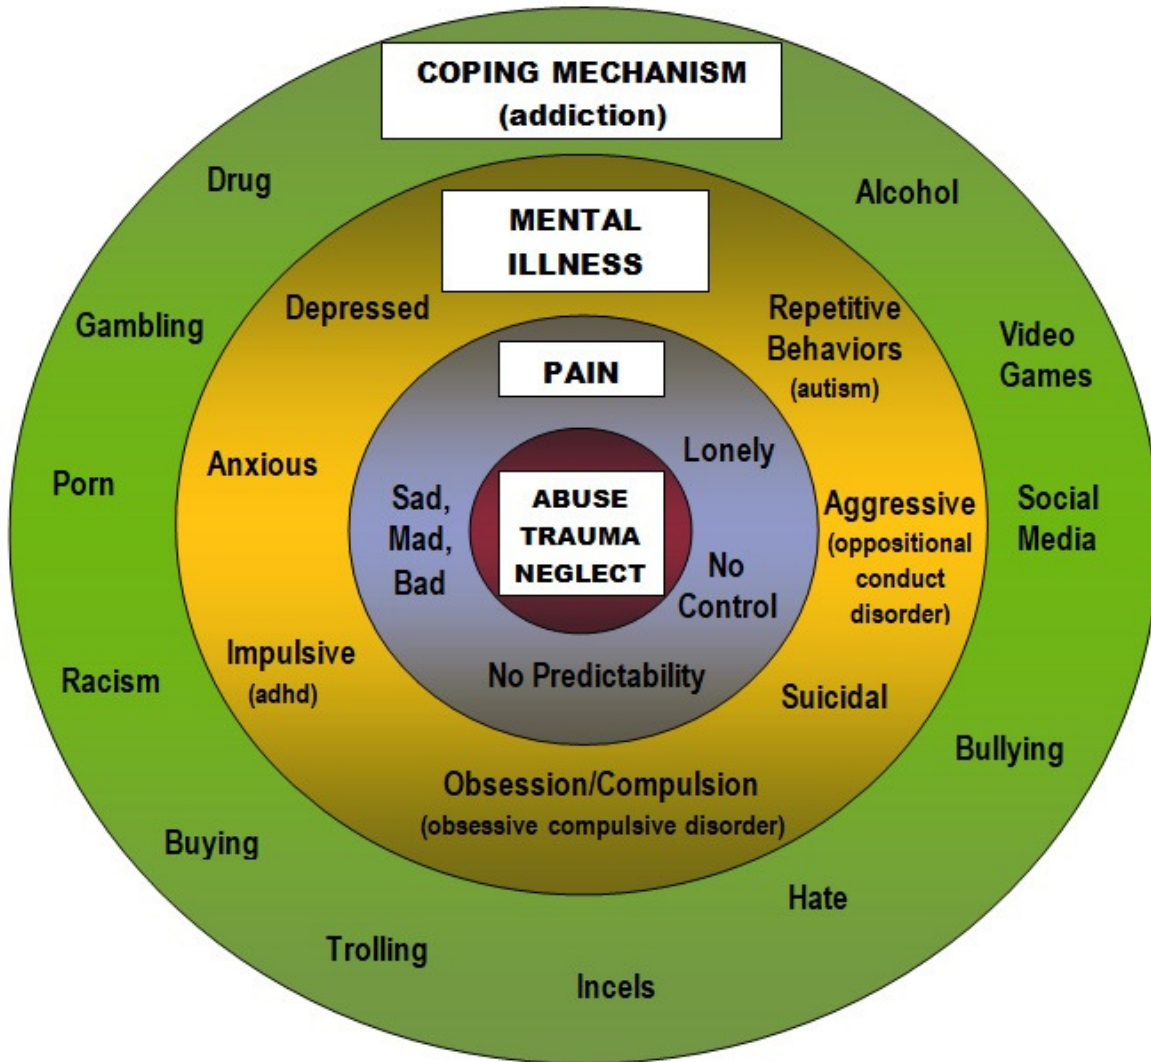 COPING MECHANISM
(addiction)
Drug
Alcohol
MENTAL
ILLNESS
Depressed
Repetitive
Behaviors
(autism)
Gambling
Video
Games
PAIN
Anxious
Lonely
Porn
Sad,
Mad,
Bad
ABUSE
TRAUMA
NEGLECT
Aggressive
(oppositional
conduct
disorder)
Social
Media
No
Control
Impulsive
(adhd)
No Predictability
Suicidal
Racism
Bullying
Obsession/Compulsion
(obsessive compulsive disorder)
Buying
Hate
Trolling
Incels